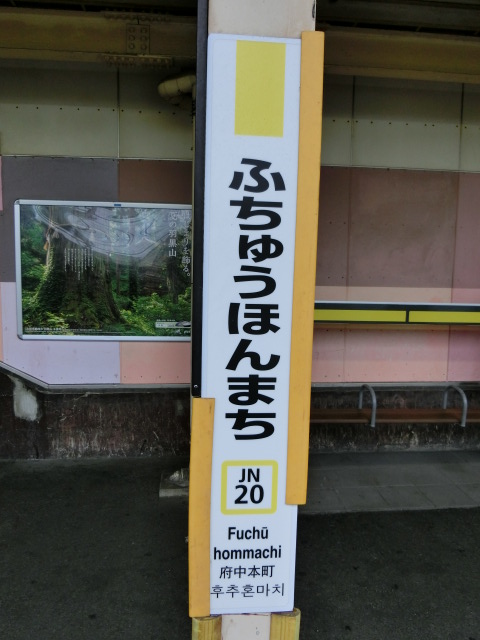 ふちゅうほんまち
JN
20
Fuchū
hommachi
府中本町
후추혼마치